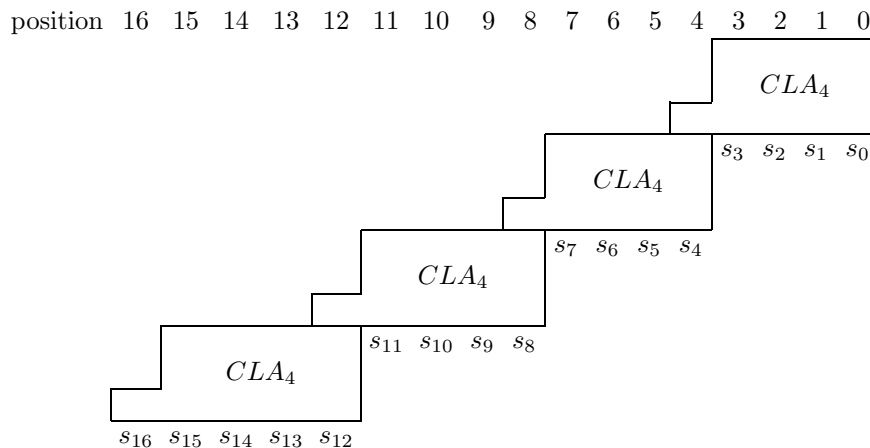 position 16 15 14 13 12 11 10 9 8 7 6 5 4 3 2 1 0
CLA₄
s₃ s₂ s₁ s₀
CLA₄
s₇ s₆ s₅ s₄
CLA₄
s₁₁ s₁₀ s₉ s₈
CLA₄
s₁₆ s₁₅ s₁₄ s₁₃ s₁₂